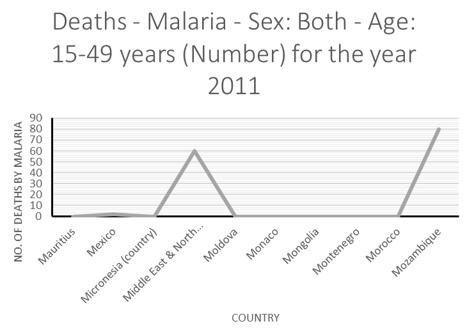 Deaths - Malaria - Sex: Both - Age:
15-49 years (Number) for the year
2011
NO. OF DEATHS BY MALARIA
90
80
70
60
50
40
30
20
10
0
Mauritius
Mexico
Micronesia (country)
Middle East & North...
Moldova
Monaco
Mongolia
Montenegro
Morocco
Mozambique
COUNTRY